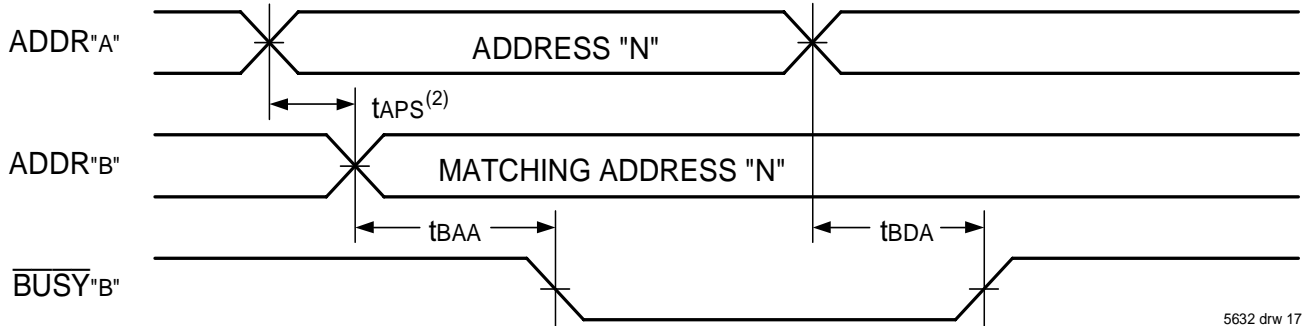 ADDR"A"
ADDRESS "N"
tAPS(2)
ADDR"B"
MATCHING ADDRESS "N"
tBAA
tBDA
BUSY"B"
5632 drw 17